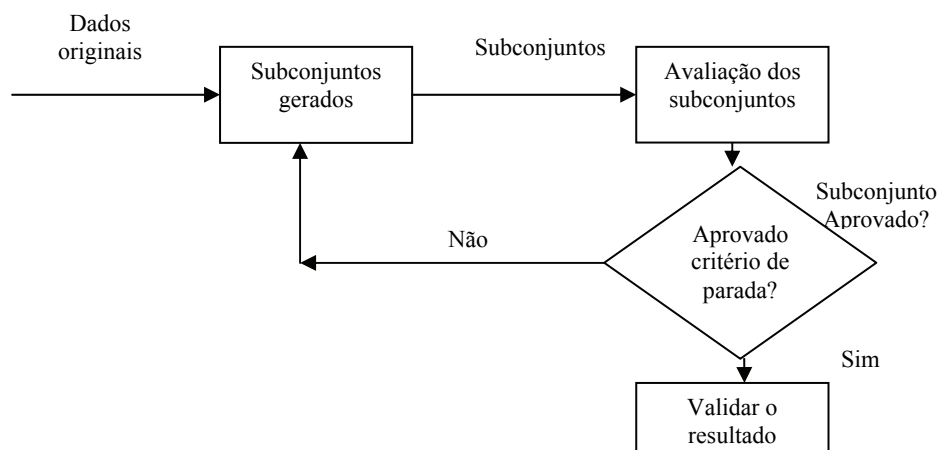 Dados
originais
Subconjuntos
gerados
Subconjuntos
Avaliação dos
subconjuntos
Subconjunto
Aprovado?
Não
Aprovado
critério de
parada?
Sim
Validar o
resultado